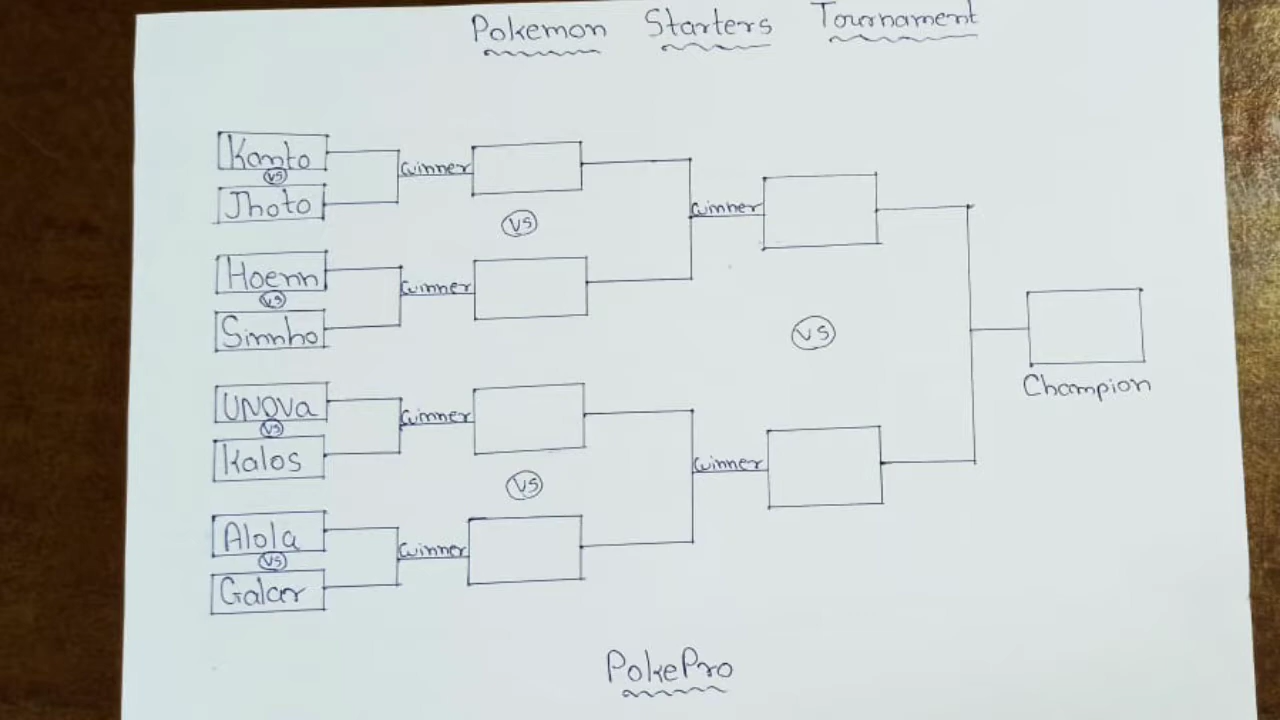 Pokemon Starters Tournament
Kanto
vs
winner
Jhoto
vs
winner
Hoenn
vs
winner
Sinnho
vs
Champion
UNOVa
vs
winner
Kalos
winner
vs
Alola
vs
winner
Galar
PokePro